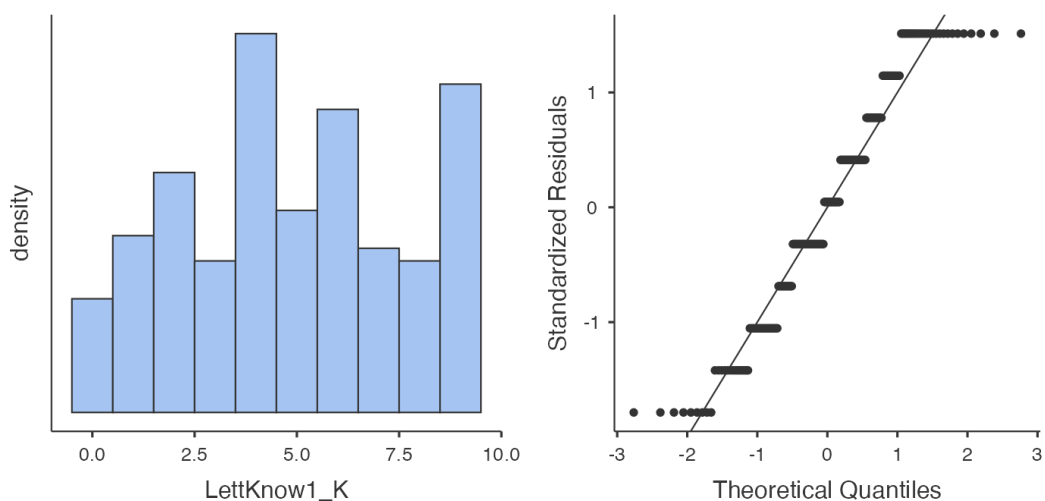 density
0.0 2.5 5.0 7.5 10.0
LettKnow1_K
Standardized Residuals
1
0
-1
-3 -2 -1 0 1 2 3
Theoretical Quantiles